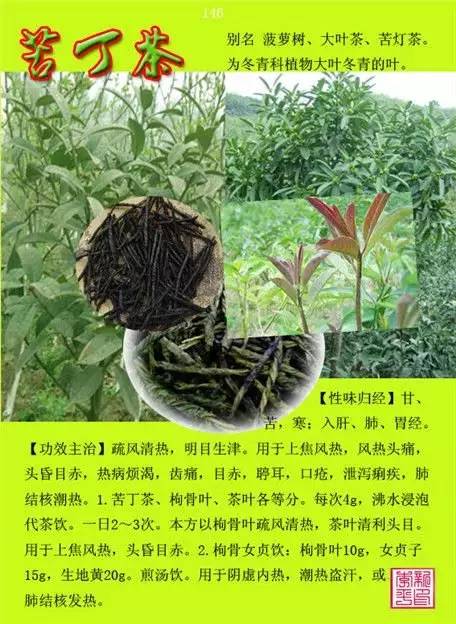 146
苦丁茶
别名 菠萝树、大叶茶、苦灯茶。
为冬青科植物大叶冬青的叶。
【性味归经】甘、
苦，寒；入肝、肺、胃经。
【功效主治】疏风清热，明目生津。用于上焦风热，风热头痛，
头昏目赤，热病烦渴，齿痛，目赤，聤耳，口疮，泄泻痢疾，肺
结核潮热。1.苦丁茶、枸骨叶、茶叶各等分。每次4g，沸水浸泡
代茶饮。一日2～3次。本方以枸骨叶疏风清热，茶叶清利头目。
用于上焦风热，头昏目赤。2.枸骨女贞饮：枸骨叶10g，女贞子
15g，生地黄20g。煎汤饮。用于阴虚内热，潮热盗汗，或
肺结核发热。